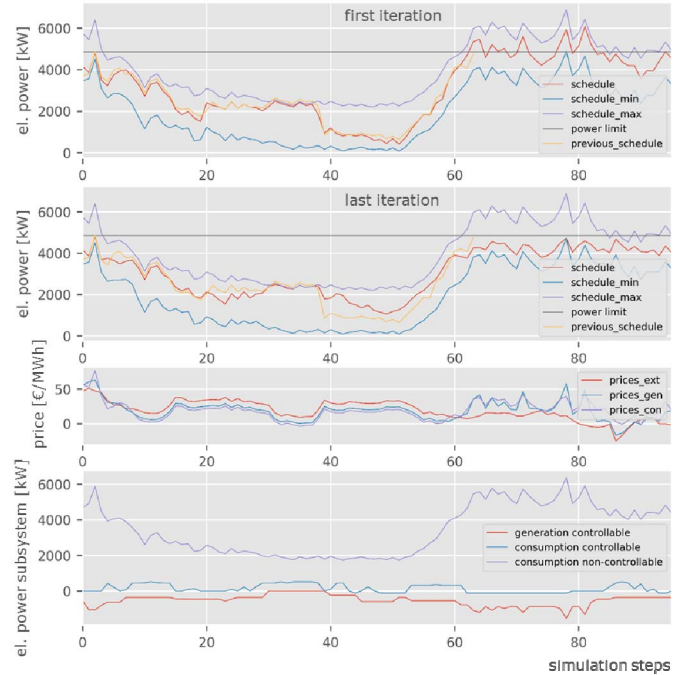 first iteration
el. power [kW]
6000
4000
2000
0
schedule
schedule_min
schedule_max
power limit
previous_schedule
0 20 40 60 80
last iteration
el. power [kW]
6000
4000
2000
0
schedule
schedule_min
schedule_max
power limit
previous_schedule
0 20 40 60 80
price [€/MWh]
50
0
prices_ext
prices_gen
prices_con
0 20 40 60 80
el. power subsystem [kW]
6000
4000
2000
0
generation controllable
consumption controllable
consumption non-controllable
0 20 40 60 80
simulation steps